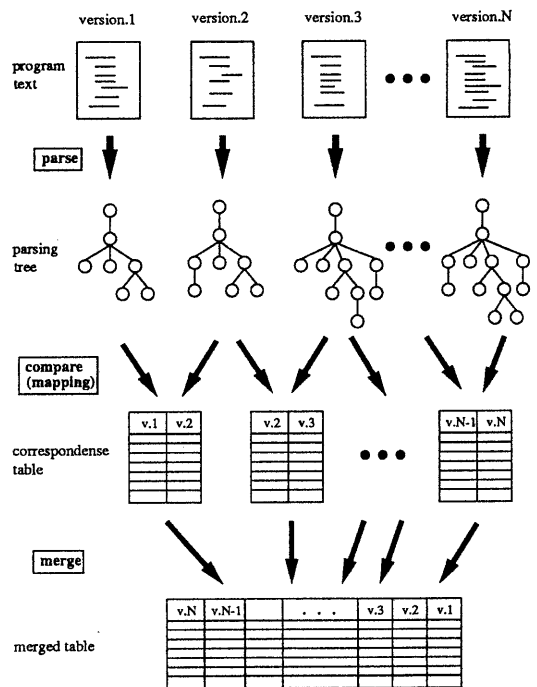 version.1 version.2 version.3 version.N
program
text
parse
parsing
tree
compare
(mapping)
v.1 v.2 v.2 v.3 v.N-1 v.N
correspondense
table
merge
v.N v.N-1 . . . v.3 v.2 v.1
merged table